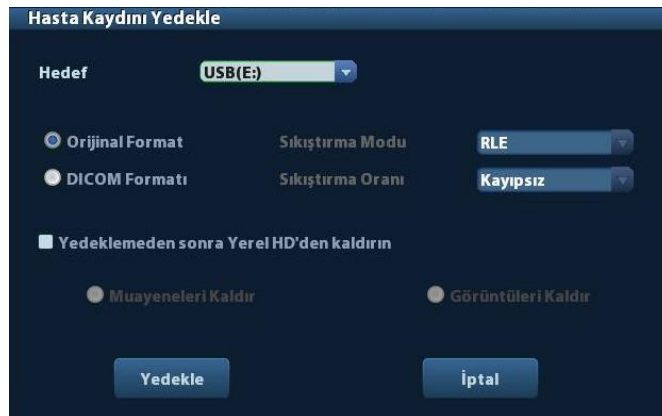 Hasta Kaydını Yedekle
Hedef USB(E:)
Orijinal Format Sıkıştırma Modu RLE
DICOM Formatı Sıkıştırma Oranı Kayıpsız
Yedeklemeden sonra Yerel HD'den kaldırın
Muayeneleri Kaldır Görüntüleri Kaldır
Yedekle İptal